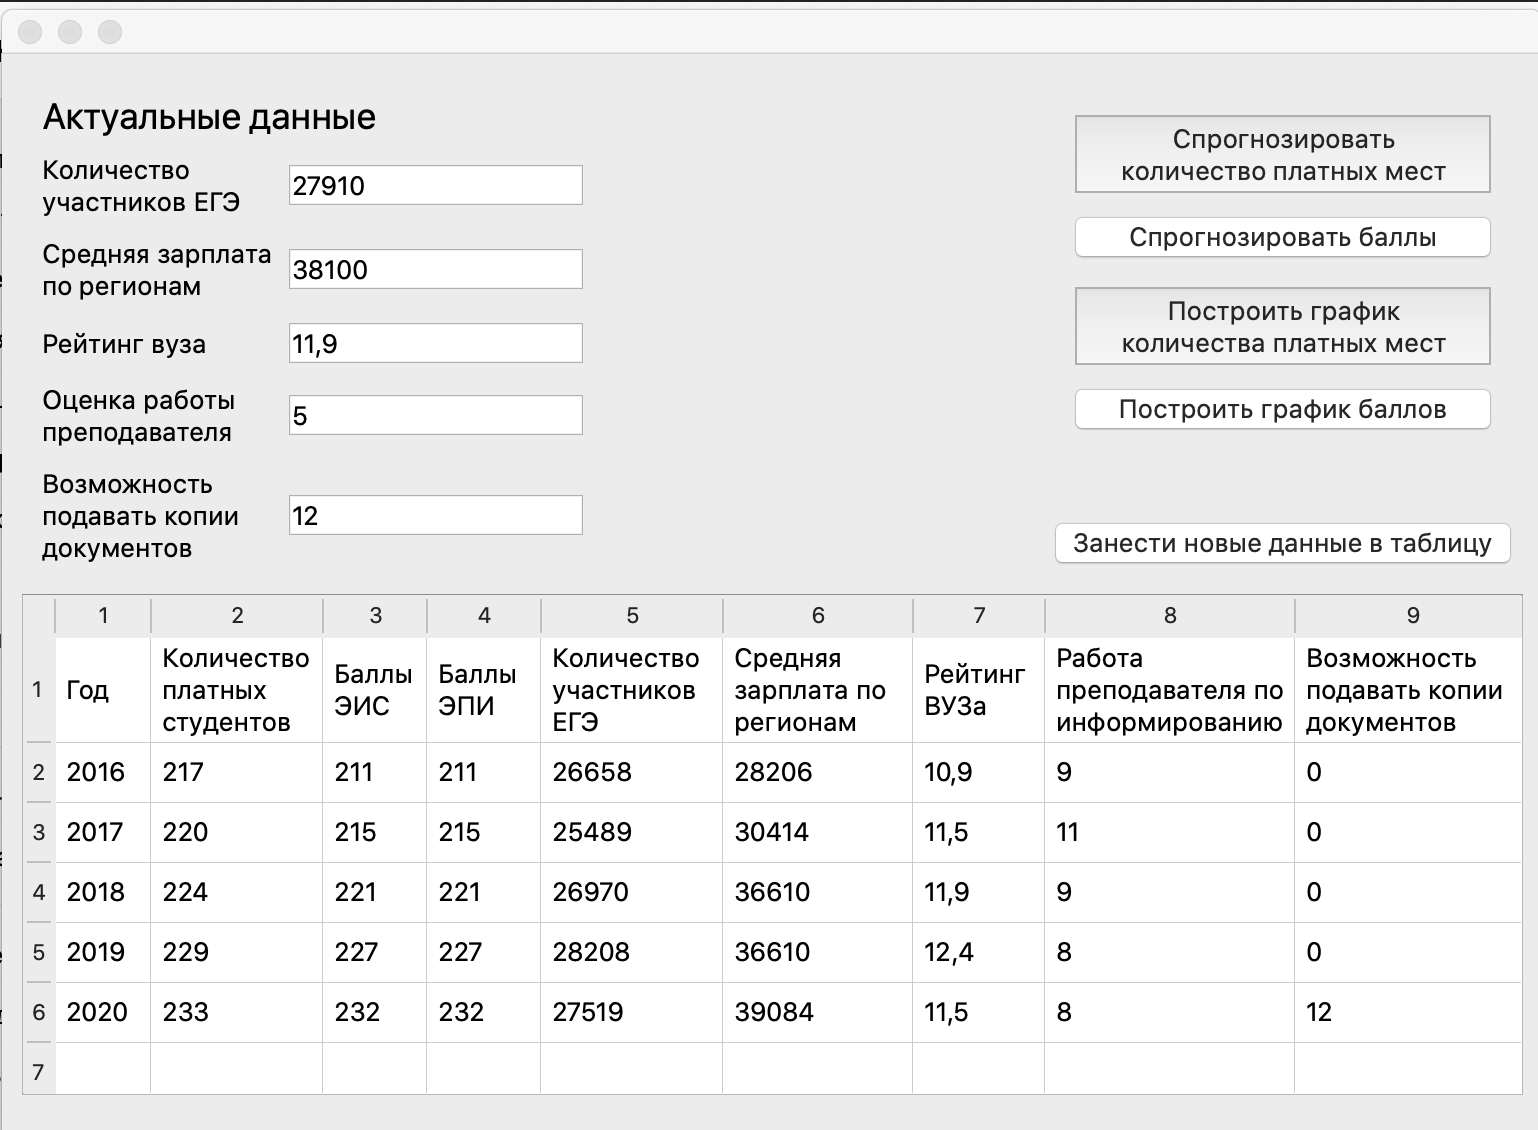 Актуальные данные
Количество
участников ЕГЭ
27910
Средняя зарплата
по регионам
38100
Рейтинг вуза
11,9
Оценка работы
преподавателя
5
Возможность
подавать копии
документов
12
Спрогнозировать
количество платных мест
Спрогнозировать баллы
Построить график
количества платных мест
Построить график баллов
Занести новые данные в таблицу
1 2 3 4 5 6 7 8 9
1 Год Количество платных студентов Баллы ЭИС Баллы ЭПИ Количество участников ЕГЭ Средняя зарплата по регионам Рейтинг ВУЗа Работа преподавателя по информированию Возможность подавать копии документов
2 2016 217 211 211 26658 28206 10,9 9 0
3 2017 220 215 215 25489 30414 11,5 11 0
4 2018 224 221 221 26970 36610 11,9 9 0
5 2019 229 227 227 28208 36610 12,4 8 0
6 2020 233 232 232 27519 39084 11,5 8 12
7